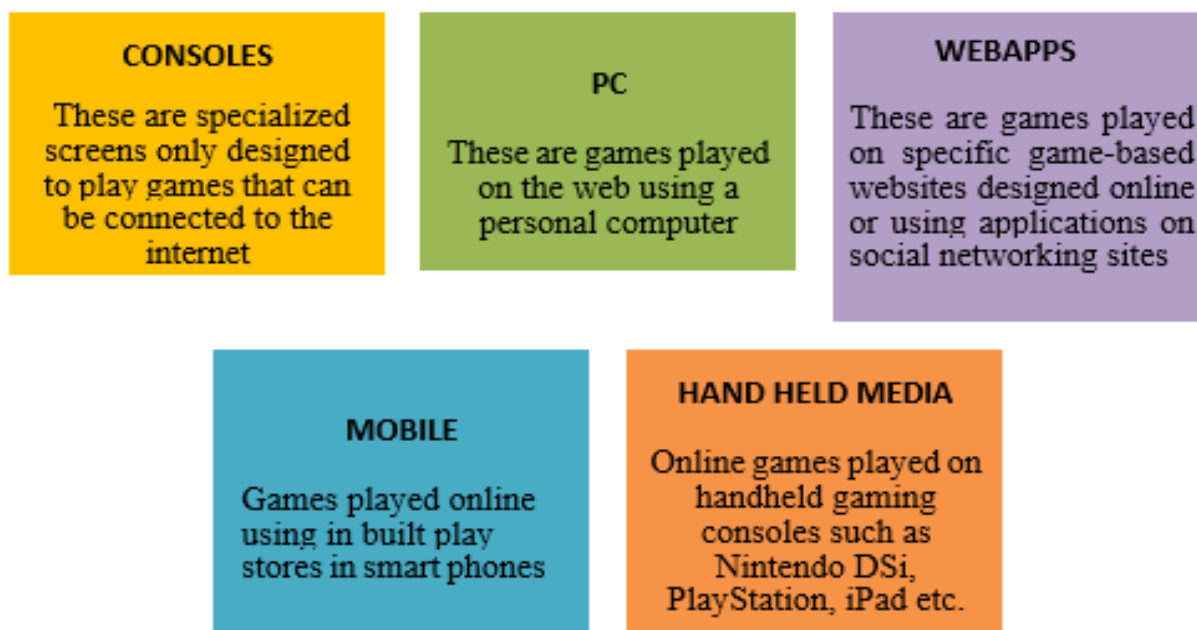 CONSOLES
These are specialized
screens only designed
to play games that can
be connected to the
internet
PC
These are games played
on the web using a
personal computer
WEBAPPS
These are games played
on specific game-based
websites designed online
or using applications on
social networking sites
MOBILE
Games played online
using in built play
stores in smart phones
HAND HELD MEDIA
Online games played on
handheld gaming
consoles such as
Nintendo DSi,
PlayStation, iPad etc.